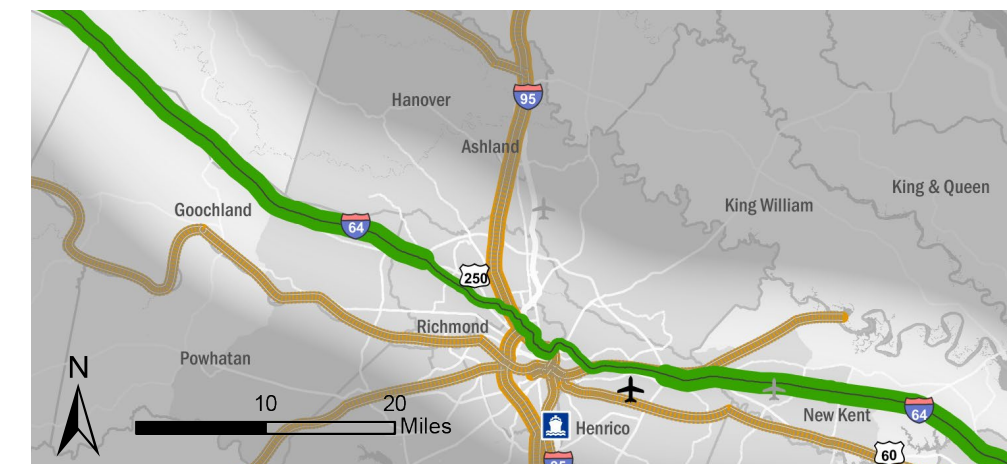 Hanover
95
Ashland
King & Queen
King William
Goochland
64
250
Richmond
Powhatan
N
10
20
Miles
New Kent
64
Henrico
60
95